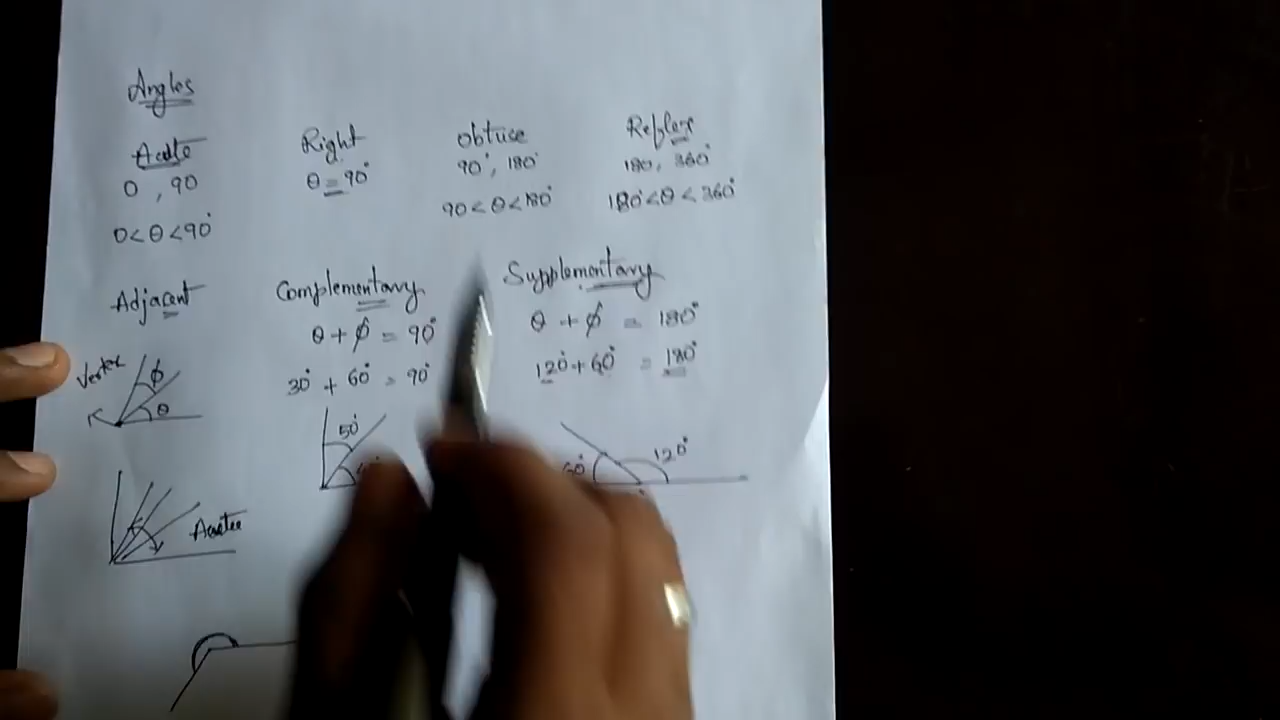 Angles
Acute
0 , 90
0 < θ < 90°
Right
θ = 90°
Obtuse
90°, 180°
90 < θ < 180°
Reflex
180, 360°
180° < θ < 360°
Adjacent
Vertex
ϕ
θ
Complementary
θ + ϕ = 90°
30° + 60° = 90°
50°
Supplementary
θ + ϕ = 180°
120° + 60° = 180°
60°
120°